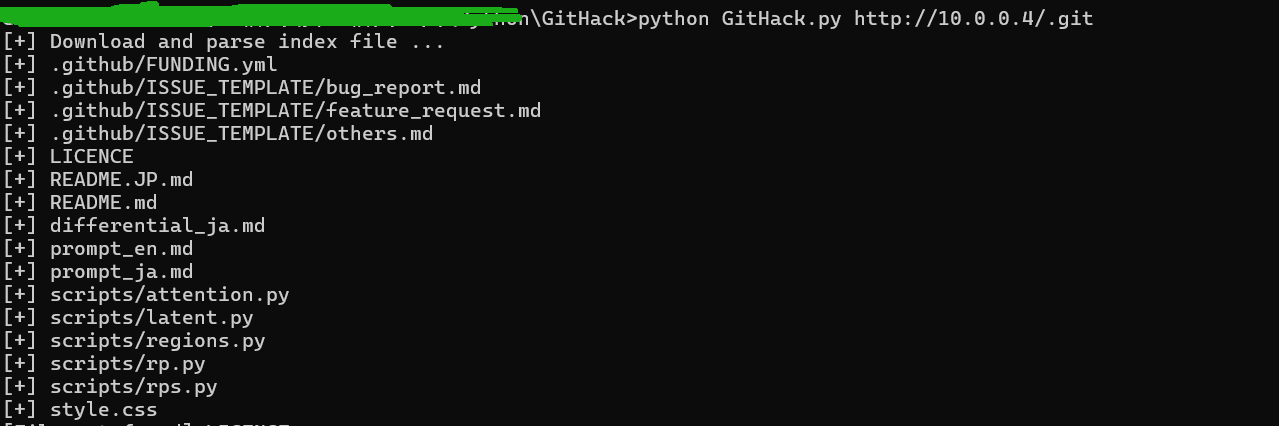 \GitHack>python GitHack.py http://10.0.0.4/.git
[+] Download and parse index file ...
[+] .github/FUNDING.yml
[+] .github/ISSUE_TEMPLATE/bug_report.md
[+] .github/ISSUE_TEMPLATE/feature_request.md
[+] .github/ISSUE_TEMPLATE/others.md
[+] LICENCE
[+] README.JP.md
[+] README.md
[+] differential_ja.md
[+] prompt_en.md
[+] prompt_ja.md
[+] scripts/attention.py
[+] scripts/latent.py
[+] scripts/regions.py
[+] scripts/rp.py
[+] scripts/rps.py
[+] style.css